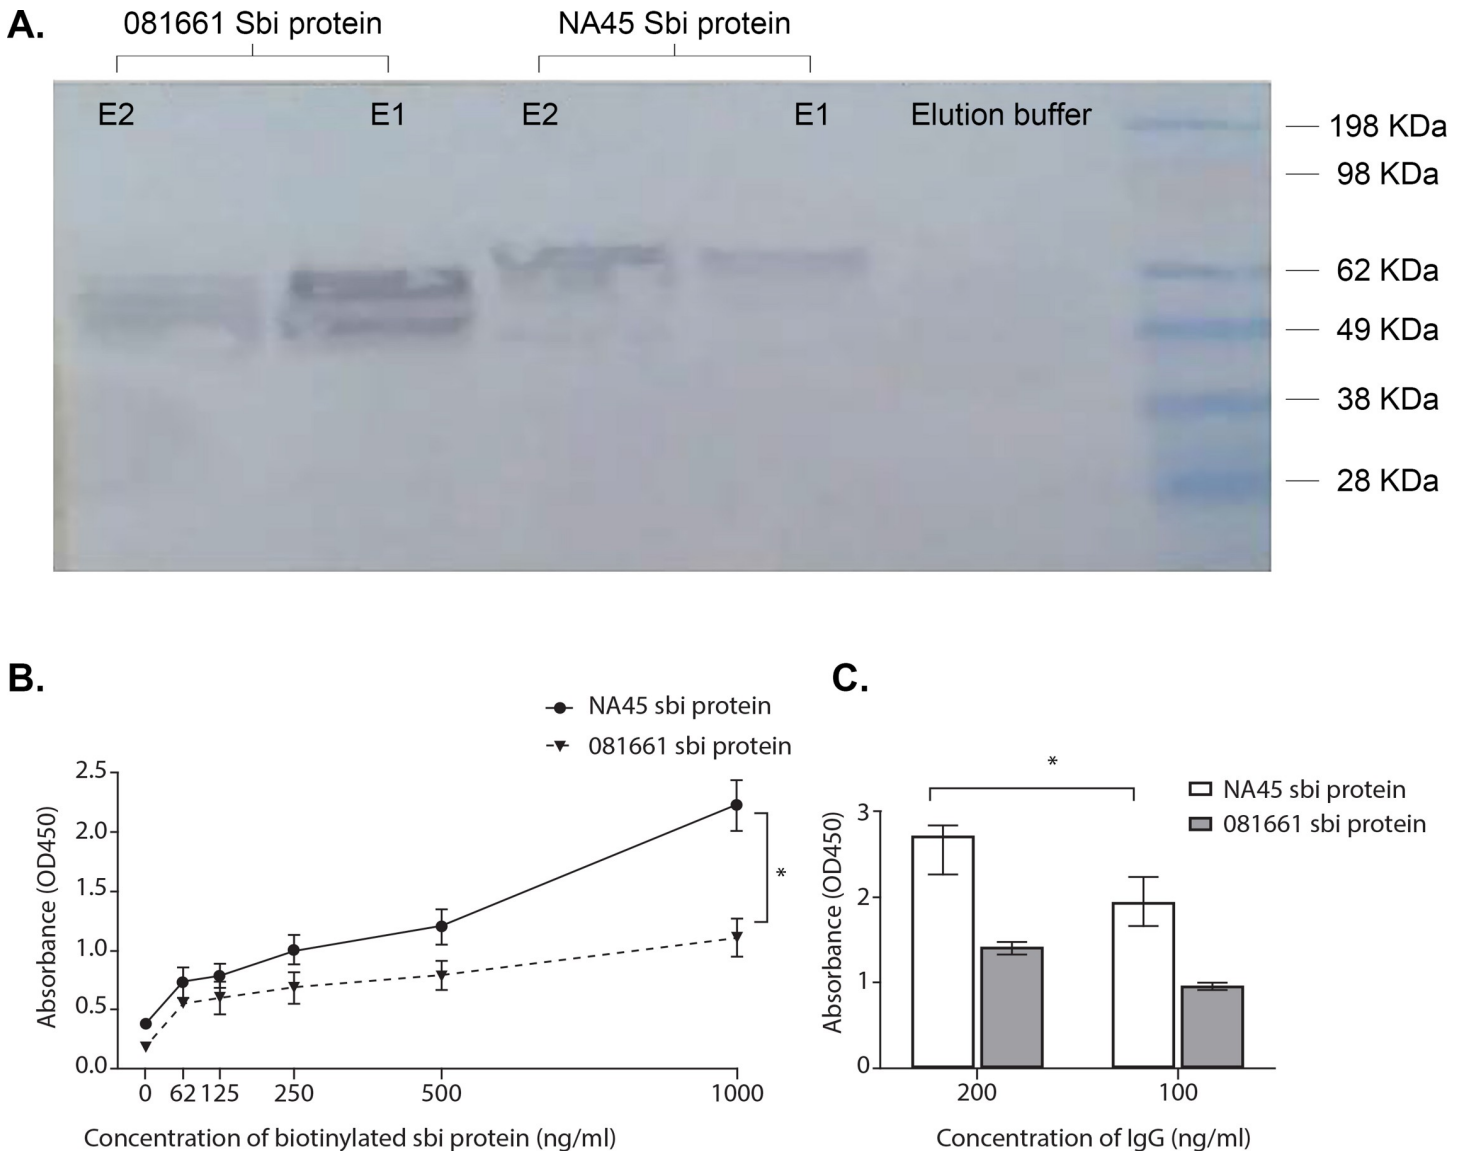 A.
081661 Sbi protein NA45 Sbi protein
E2 E1 E2 E1 Elution buffer
198 KDa
98 KDa
62 KDa
49 KDa
38 KDa
28 KDa
B.
NA45 sbi protein
081661 sbi protein
2.5
2.0
1.5
1.0
0.5
0.0
Absorbance (OD450)
*
0 62 125 250 500 1000
Concentration of biotinylated sbi protein (ng/ml)
C.
*
NA45 sbi protein
081661 sbi protein
3
2
1
0
Absorbance (OD450)
200 100
Concentration of IgG (ng/ml)